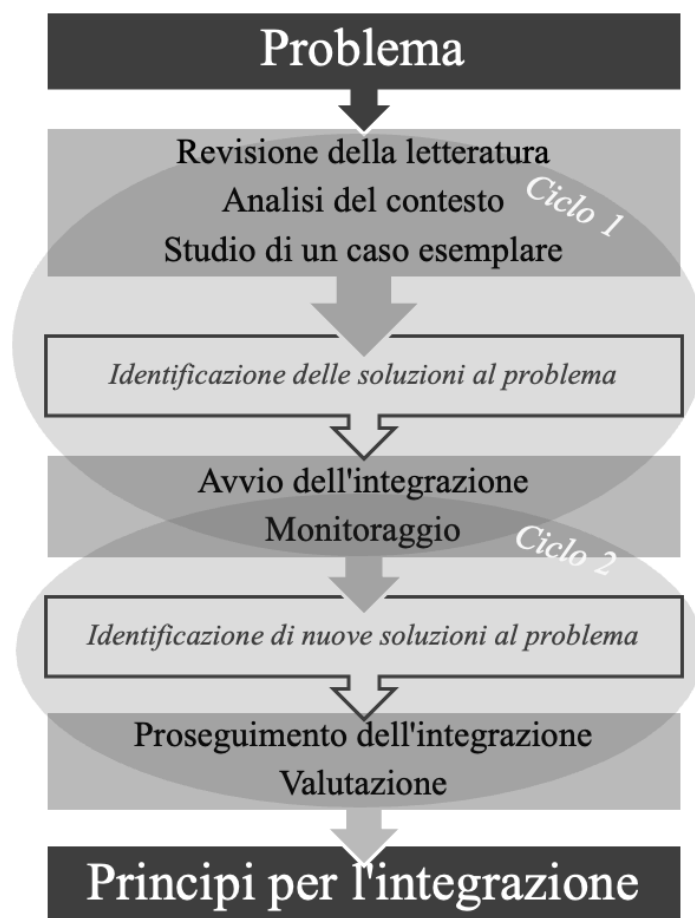 Problema
Revisione della letteratura
Analisi del contesto
Ciclo 1
Studio di un caso esemplare
Identificazione delle soluzioni al problema
Avvio dell'integrazione
Monitoraggio
Ciclo 2
Identificazione di nuove soluzioni al problema
Proseguimento dell'integrazione
Valutazione
Principi per l'integrazione